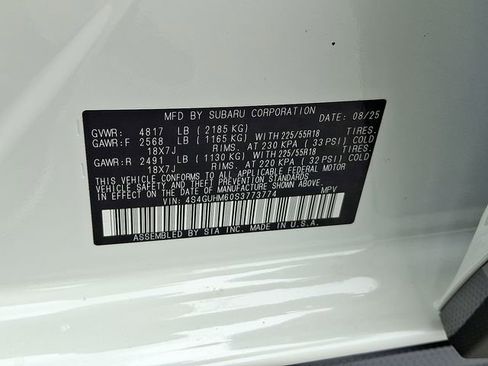 MFD BY SUBARU CORPORATION DATE: 08/25
GVWR: 4817 LB (2185 KG)
GAWR:F 2568 LB (1165 KG) WITH 225/55R18
18X7J RIMS. AT 230 KPA (33 PSI) COLD
GAWR:R 2491 LB (1130 KG) WITH 225/55R18
18X7J RIMS. AT 220 KPA (32 PSI) COLD
THIS VEHICLE CONFORMS TO ALL APPLICABLE FEDERAL MOTOR
VEHICLE SAFETY AND THEFT PREVENTION STANDARDS
IN EFFECT ON THE DATE OF MANUFACTURE SHOWN ABOVE.
VIN: 4S4GUHM60S3773774 MPV
ASSEMBLED BY SIA INC. MADE IN U.S.A.